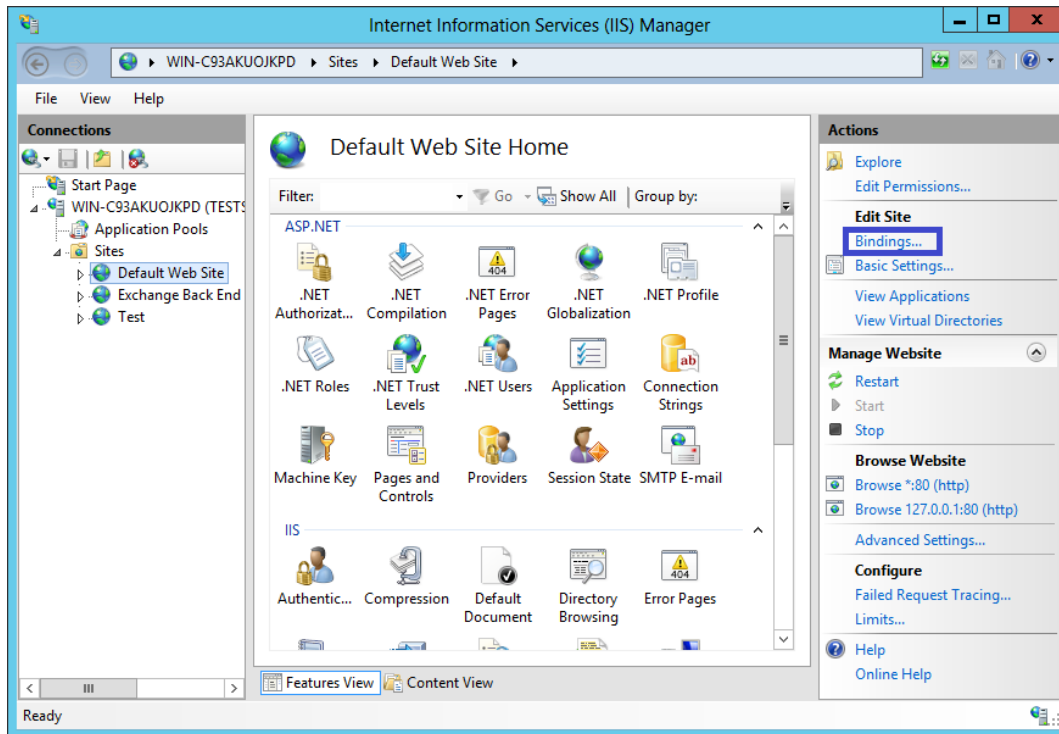 Internet Information Services (IIS) Manager
WIN-C93AKUOJKPD Sites Default Web Site
File View Help
Connections
Start Page
WIN-C93AKUOJKPD (TESTS
Application Pools
Sites
Default Web Site
Exchange Back End
Test
Default Web Site Home
Filter: Go Show All Group by:
ASP.NET
.NET Authorizat...
.NET Compilation
404
.NET Error Pages
.NET Globalization
.NET Profile
.NET Roles
.NET Trust Levels
.NET Users
Application Settings
ab
Connection Strings
Machine Key
Pages and Controls
Providers
Session State
SMTP E-mail
IIS
Authentic...
Compression
Default Document
Directory Browsing
404
Error Pages
Features View Content View
Actions
Explore
Edit Permissions...
Edit Site
Bindings...
Basic Settings...
View Applications
View Virtual Directories
Manage Website
Restart
Start
Stop
Browse Website
Browse *:80 (http)
Browse 127.0.0.1:80 (http)
Advanced Settings...
Configure
Failed Request Tracing...
Limits...
Help
Online Help
Ready